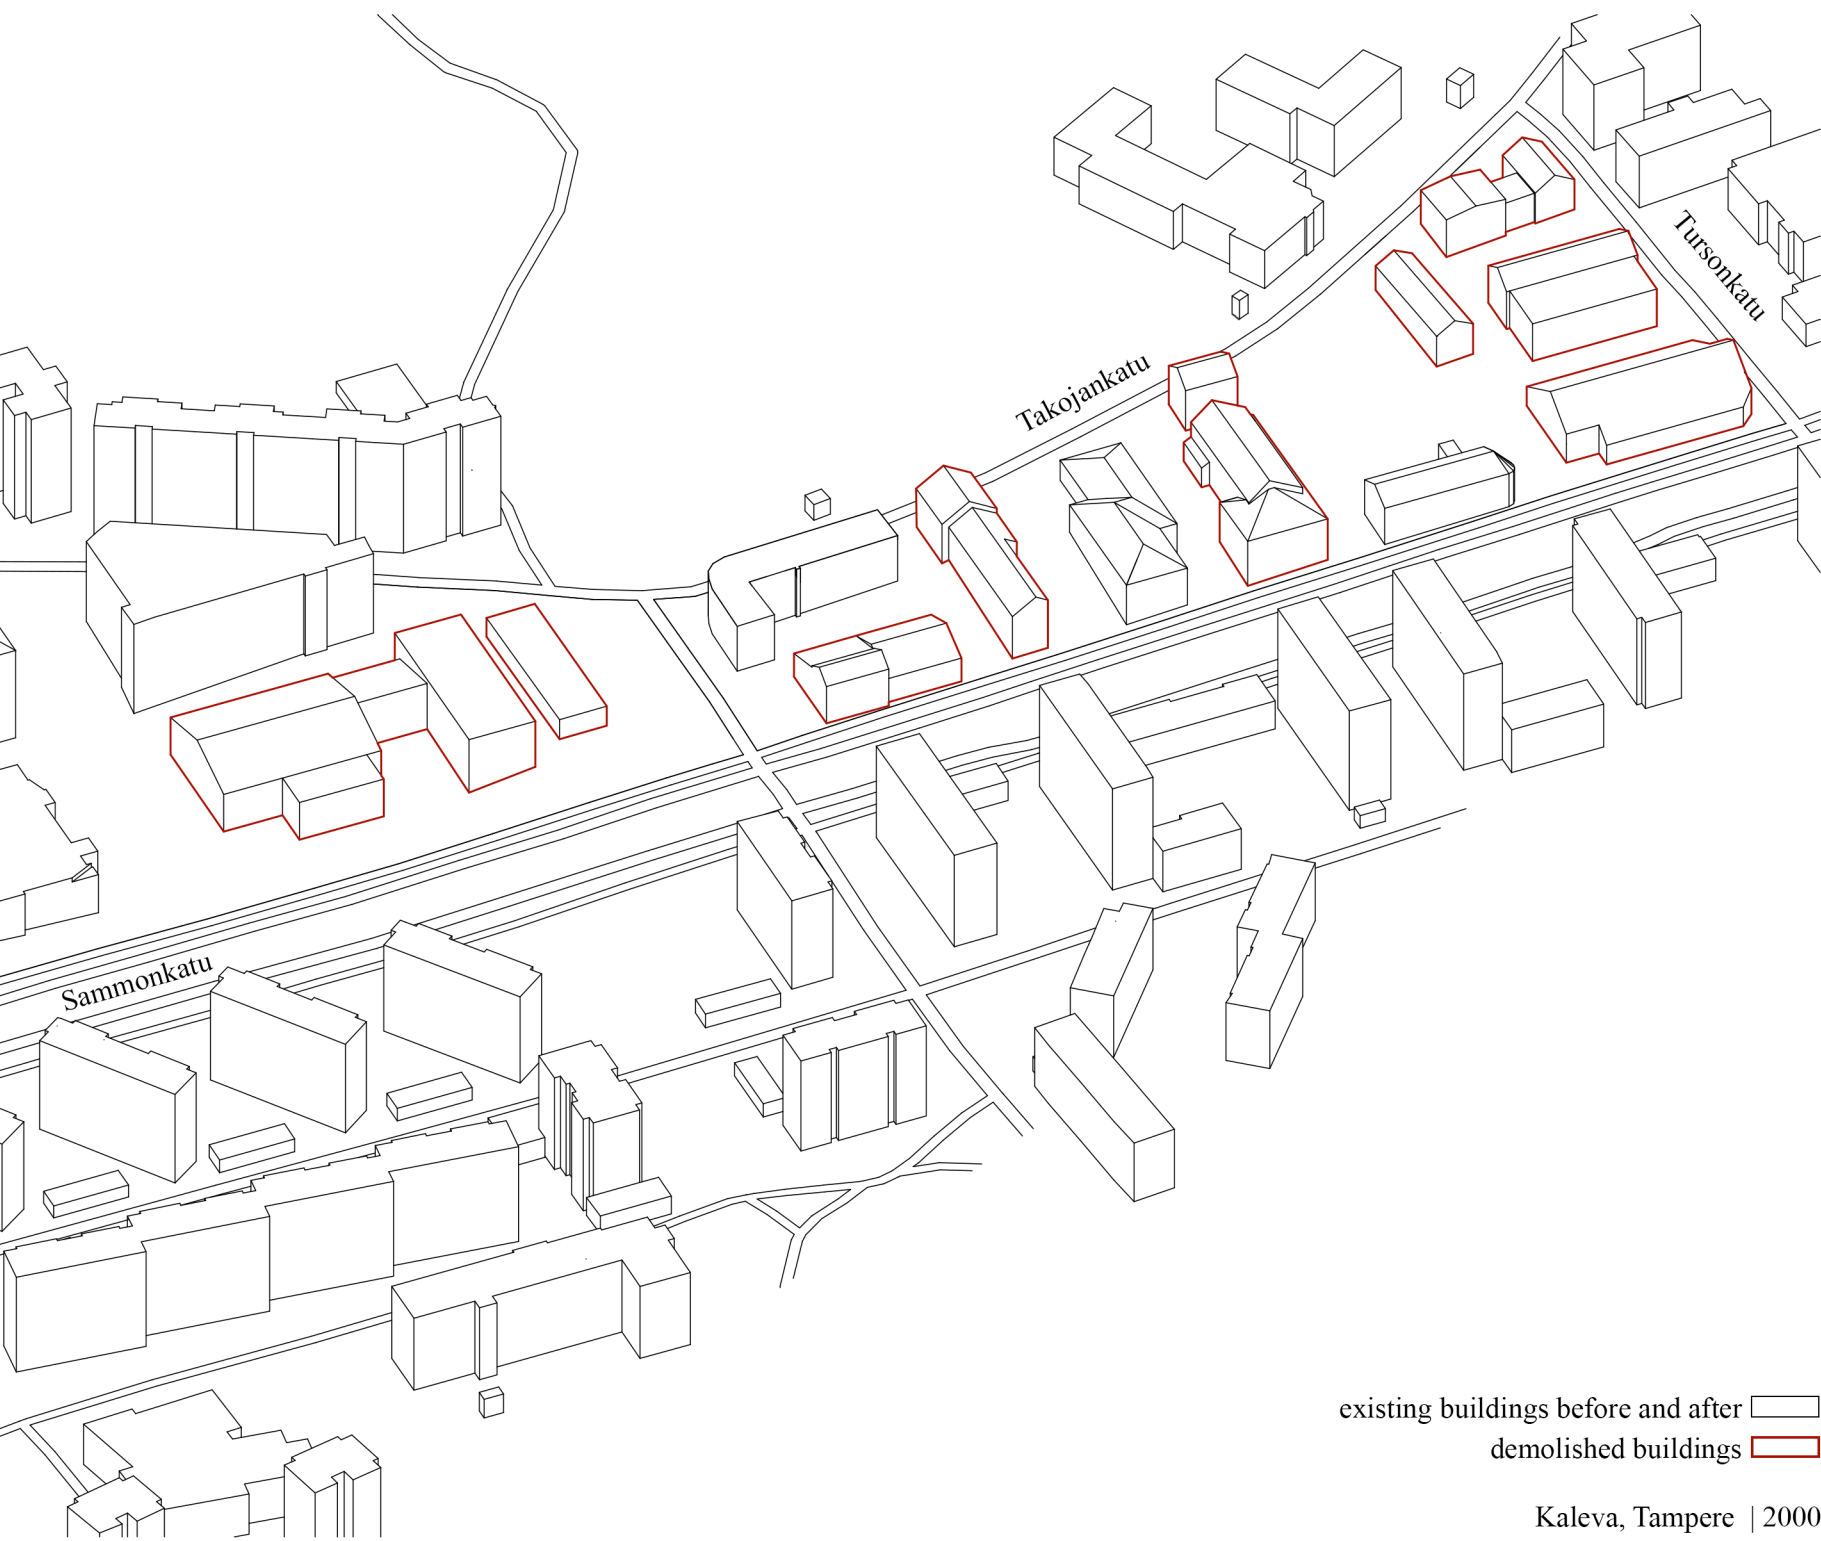 Tursonkatu
Takojankatu
Sammonkatu
existing buildings before and after
demolished buildings
Kaleva, Tampere | 2000